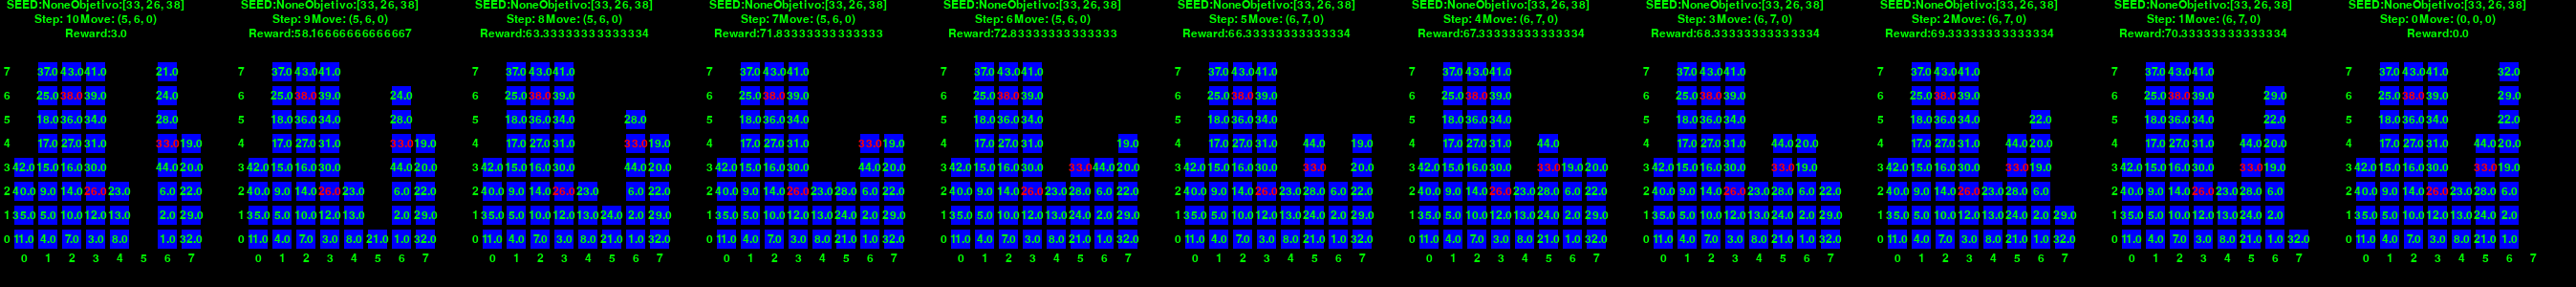 SEED:NoneObjetivo:[33, 26, 38]
Step: 10Move: (5, 6, 0)
Reward:3.0
7 37.0 43.0 41.0 21.0
6 25.0 38.0 39.0 24.0
5 18.0 36.0 34.0 28.0
4 17.0 27.0 31.0 33.0 19.0
3 42.0 15.0 16.0 30.0 44.0 20.0
2 40.0 9.0 14.0 26.0 23.0 6.0 22.0
1 35.0 5.0 10.0 12.0 13.0 2.0 29.0
0 11.0 4.0 7.0 3.0 8.0 1.0 32.0
0 1 2 3 4 5 6 7
SEED:NoneObjetivo:[33, 26, 38]
Step: 9Move: (5, 6, 0)
Reward:58.16666666666667
7 37.0 43.0 41.0
6 25.0 38.0 39.0 24.0
5 18.0 36.0 34.0 28.0
4 17.0 27.0 31.0 33.0 19.0
3 42.0 15.0 16.0 30.0 44.0 20.0
2 40.0 9.0 14.0 26.0 23.0 6.0 22.0
1 35.0 5.0 10.0 12.0 13.0 2.0 29.0
0 11.0 4.0 7.0 3.0 8.0 21.0 1.0 32.0
0 1 2 3 4 5 6 7
SEED:NoneObjetivo:[33, 26, 38]
Step: 8Move: (5, 6, 0)
Reward:63.33333333333334
7 37.0 43.0 41.0
6 25.0 38.0 39.0
5 18.0 36.0 34.0 28.0
4 17.0 27.0 31.0 33.0 19.0
3 42.0 15.0 16.0 30.0 44.0 20.0
2 40.0 9.0 14.0 26.0 23.0 6.0 22.0
1 35.0 5.0 10.0 12.0 13.0 24.0 2.0 29.0
0 11.0 4.0 7.0 3.0 8.0 21.0 1.0 32.0
0 1 2 3 4 5 6 7
SEED:NoneObjetivo:[33, 26, 38]
Step: 7Move: (5, 6, 0)
Reward:71.83333333333333
7 37.0 43.0 41.0
6 25.0 38.0 39.0
5 18.0 36.0 34.0
4 17.0 27.0 31.0 33.0 19.0
3 42.0 15.0 16.0 30.0 44.0 20.0
2 40.0 9.0 14.0 26.0 23.0 28.0 6.0 22.0
1 35.0 5.0 10.0 12.0 13.0 24.0 2.0 29.0
0 11.0 4.0 7.0 3.0 8.0 21.0 1.0 32.0
0 1 2 3 4 5 6 7
SEED:NoneObjetivo:[33, 26, 38]
Step: 6Move: (5, 6, 0)
Reward:72.83333333333333
7 37.0 43.0 41.0
6 25.0 38.0 39.0
5 18.0 36.0 34.0
4 17.0 27.0 31.0 19.0
3 42.0 15.0 16.0 30.0 33.0 44.0 20.0
2 40.0 9.0 14.0 26.0 23.0 28.0 6.0 22.0
1 35.0 5.0 10.0 12.0 13.0 24.0 2.0 29.0
0 11.0 4.0 7.0 3.0 8.0 21.0 1.0 32.0
0 1 2 3 4 5 6 7
SEED:NoneObjetivo:[33, 26, 38]
Step: 5Move: (6, 7, 0)
Reward:66.33333333333334
7 37.0 43.0 41.0
6 25.0 38.0 39.0
5 18.0 36.0 34.0
4 17.0 27.0 31.0 44.0 19.0
3 42.0 15.0 16.0 30.0 33.0 20.0
2 40.0 9.0 14.0 26.0 23.0 28.0 6.0 22.0
1 35.0 5.0 10.0 12.0 13.0 24.0 2.0 29.0
0 11.0 4.0 7.0 3.0 8.0 21.0 1.0 32.0
0 1 2 3 4 5 6 7
SEED:NoneObjetivo:[33, 26, 38]
Step: 4Move: (6, 7, 0)
Reward:67.33333333333334
7 37.0 43.0 41.0
6 25.0 38.0 39.0
5 18.0 36.0 34.0
4 17.0 27.0 31.0 44.0
3 42.0 15.0 16.0 30.0 33.0 19.0 20.0
2 40.0 9.0 14.0 26.0 23.0 28.0 6.0 22.0
1 35.0 5.0 10.0 12.0 13.0 24.0 2.0 29.0
0 11.0 4.0 7.0 3.0 8.0 21.0 1.0 32.0
0 1 2 3 4 5 6 7
SEED:NoneObjetivo:[33, 26, 38]
Step: 3Move: (6, 7, 0)
Reward:68.33333333333334
7 37.0 43.0 41.0
6 25.0 38.0 39.0
5 18.0 36.0 34.0
4 17.0 27.0 31.0 44.0 20.0
3 42.0 15.0 16.0 30.0 33.0 19.0
2 40.0 9.0 14.0 26.0 23.0 28.0 6.0 22.0
1 35.0 5.0 10.0 12.0 13.0 24.0 2.0 29.0
0 11.0 4.0 7.0 3.0 8.0 21.0 1.0 32.0
0 1 2 3 4 5 6 7
SEED:NoneObjetivo:[33, 26, 38]
Step: 2Move: (6, 7, 0)
Reward:69.33333333333334
7 37.0 43.0 41.0
6 25.0 38.0 39.0
5 18.0 36.0 34.0 22.0
4 17.0 27.0 31.0 44.0 20.0
3 42.0 15.0 16.0 30.0 33.0 19.0
2 40.0 9.0 14.0 26.0 23.0 28.0 6.0
1 35.0 5.0 10.0 12.0 13.0 24.0 2.0 29.0
0 11.0 4.0 7.0 3.0 8.0 21.0 1.0 32.0
0 1 2 3 4 5 6 7
SEED:NoneObjetivo:[33, 26, 38]
Step: 1Move: (6, 7, 0)
Reward:70.33333333333334
7 37.0 43.0 41.0
6 25.0 38.0 39.0 29.0
5 18.0 36.0 34.0 22.0
4 17.0 27.0 31.0 44.0 20.0
3 42.0 15.0 16.0 30.0 33.0 19.0
2 40.0 9.0 14.0 26.0 23.0 28.0 6.0
1 35.0 5.0 10.0 12.0 13.0 24.0 2.0
0 11.0 4.0 7.0 3.0 8.0 21.0 1.0 32.0
0 1 2 3 4 5 6 7
SEED:NoneObjetivo:[33, 26, 38]
Step: 0Move: (0, 0, 0)
Reward:0.0
7 37.0 43.0 41.0 32.0
6 25.0 38.0 39.0 29.0
5 18.0 36.0 34.0 22.0
4 17.0 27.0 31.0 44.0 20.0
3 42.0 15.0 16.0 30.0 33.0 19.0
2 40.0 9.0 14.0 26.0 23.0 28.0 6.0
1 35.0 5.0 10.0 12.0 13.0 24.0 2.0
0 11.0 4.0 7.0 3.0 8.0 21.0 1.0
0 1 2 3 4 5 6 7